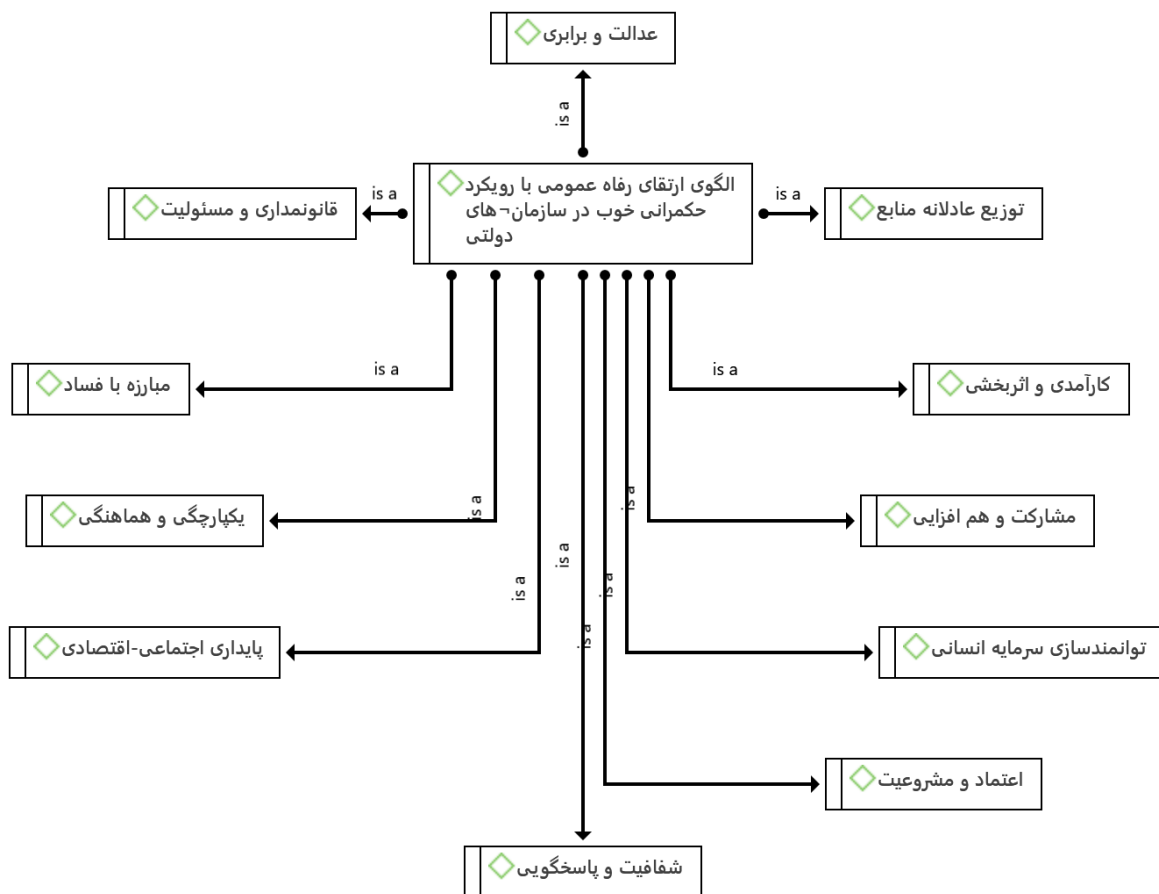 عدالت و برابری
is a
الگوی ارتقای رفاه عمومی با رویکرد
حکمرانی خوب در سازمان¬های
دولتی
is a
توزیع عادلانه منابع
is a
قانونمداری و مسئولیت
is a
کارآمدی و اثربخشی
is a
مبارزه با فساد
is a
مشارکت و هم افزایی
is a
یکپارچگی و هماهنگی
is a
is a
توانمندسازی سرمایه انسانی
is a
پایداری اجتماعی-اقتصادی
is a
اعتماد و مشروعیت
شفافیت و پاسخگویی